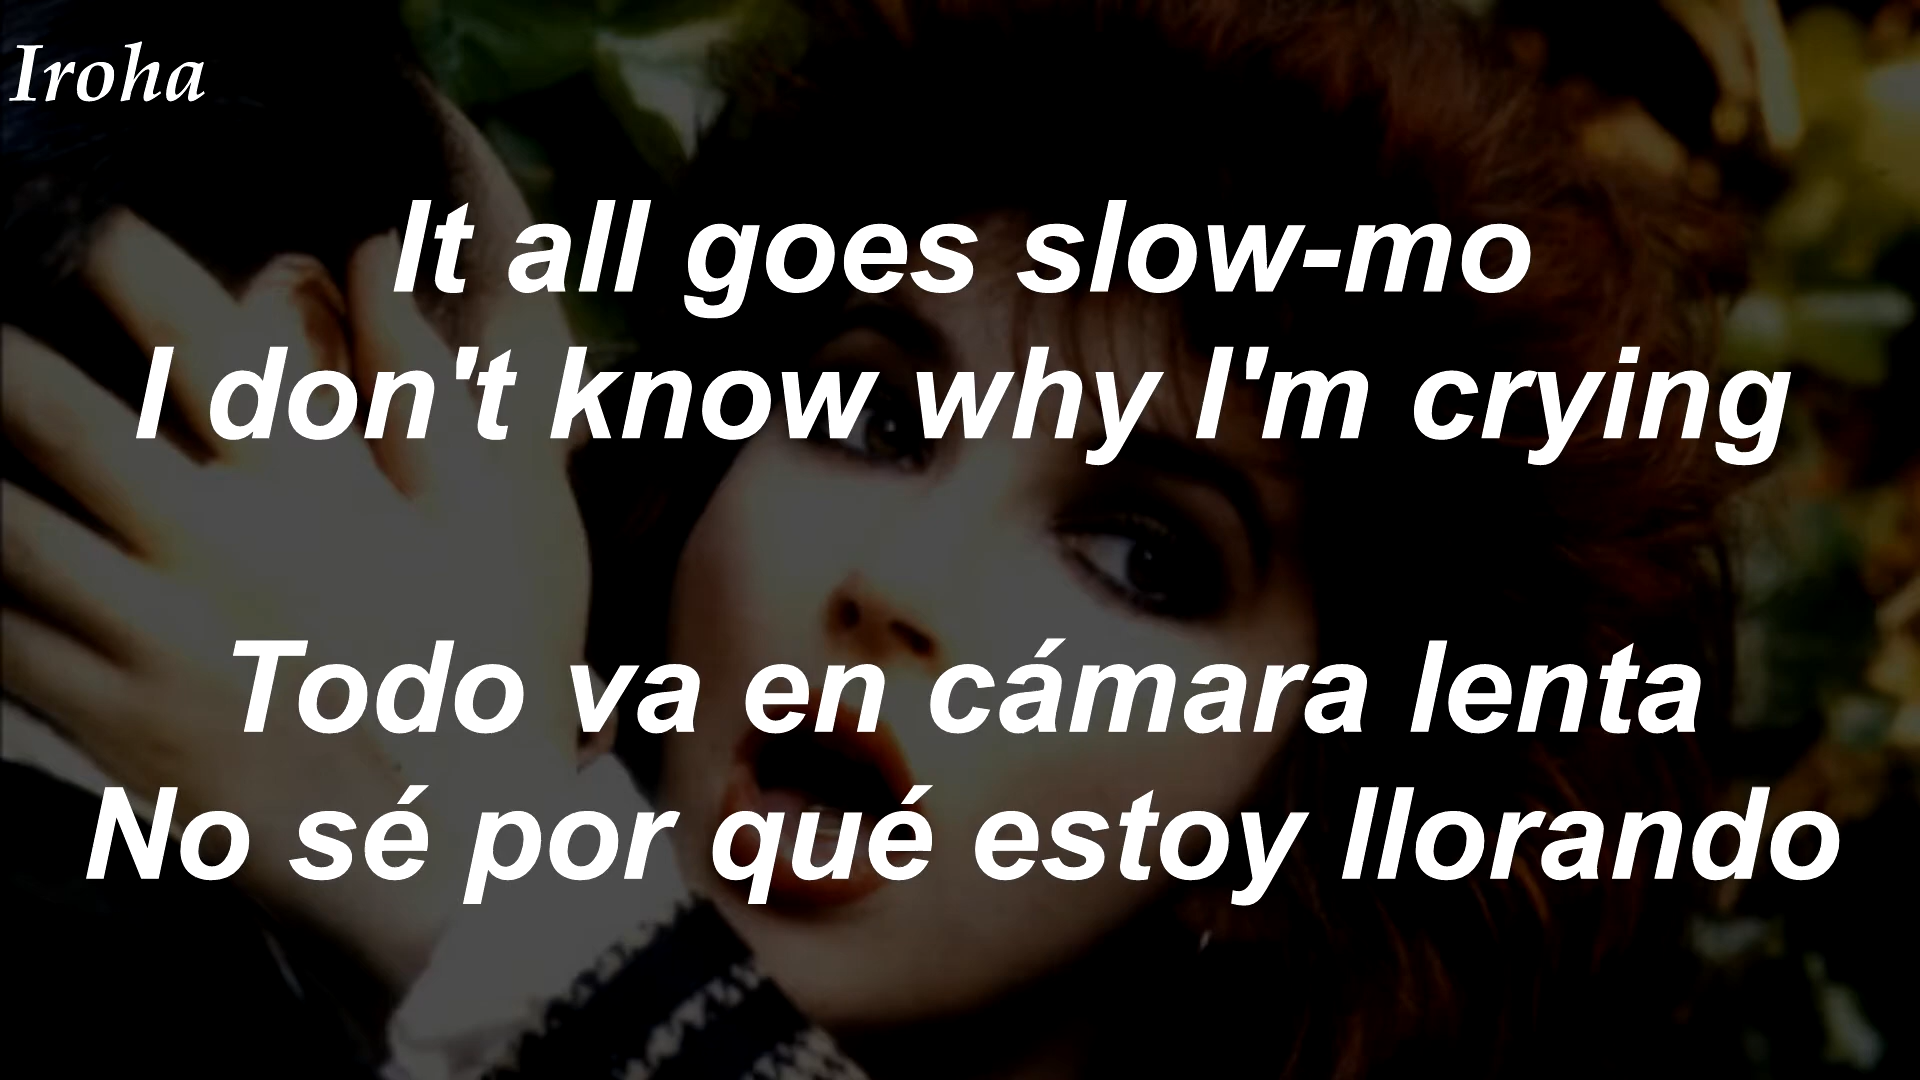 Iroha
It all goes slow-mo
I don't know why I'm crying
Todo va en cámara lenta
No sé por qué estoy llorando